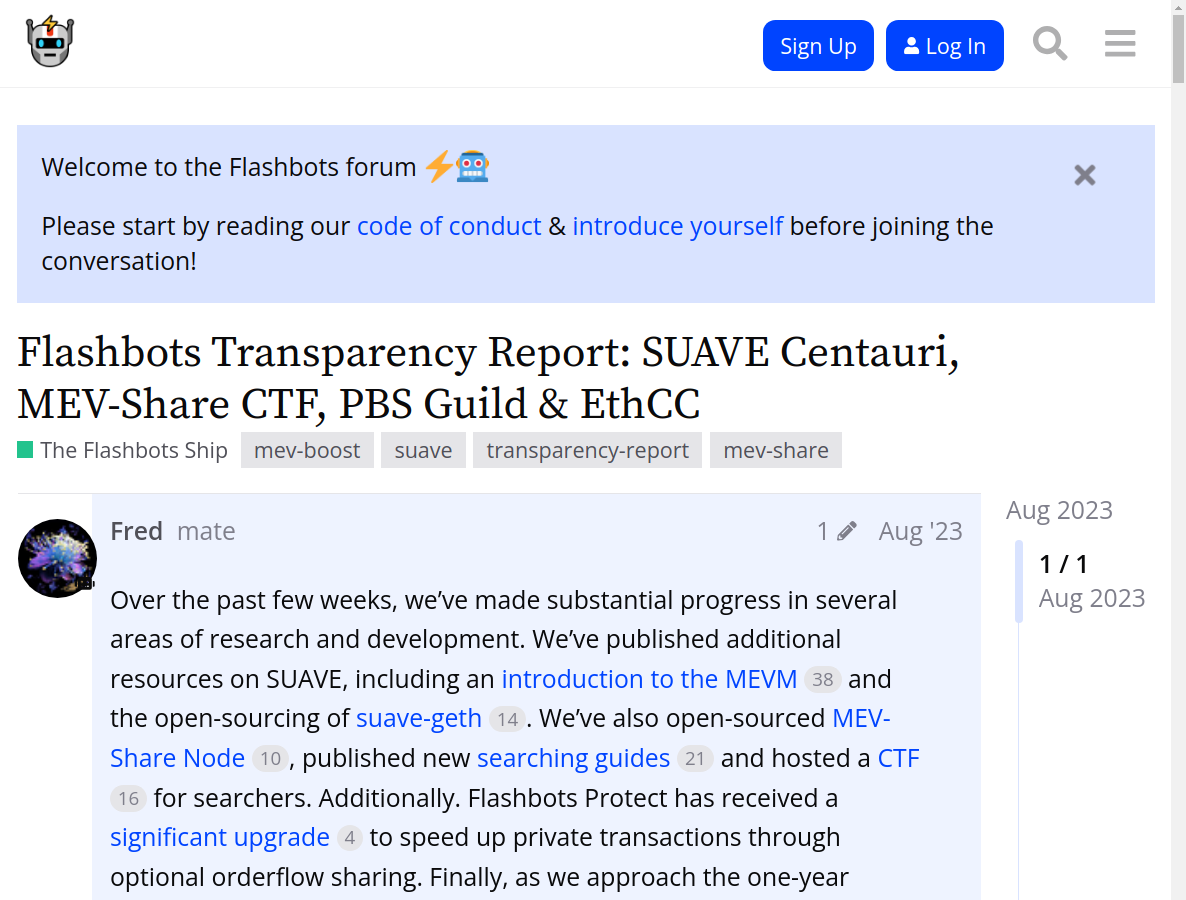 Sign Up
Log In
Welcome to the Flashbots forum
Please start by reading our code of conduct & introduce yourself before joining the
conversation!
Flashbots Transparency Report: SUAVE Centauri,
MEV-Share CTF, PBS Guild & EthCC
The Flashbots Ship mev-boost suave transparency-report mev-share
Fred mate 1 Aug '23
Aug 2023
1 / 1
Aug 2023
Over the past few weeks, we’ve made substantial progress in several
areas of research and development. We’ve published additional
resources on SUAVE, including an introduction to the MEVM 38 and
the open-sourcing of suave-geth 14 . We’ve also open-sourced MEV-
Share Node 10 , published new searching guides 21 and hosted a CTF
16 for searchers. Additionally. Flashbots Protect has received a
significant upgrade 4 to speed up private transactions through
optional orderflow sharing. Finally, as we approach the one-year